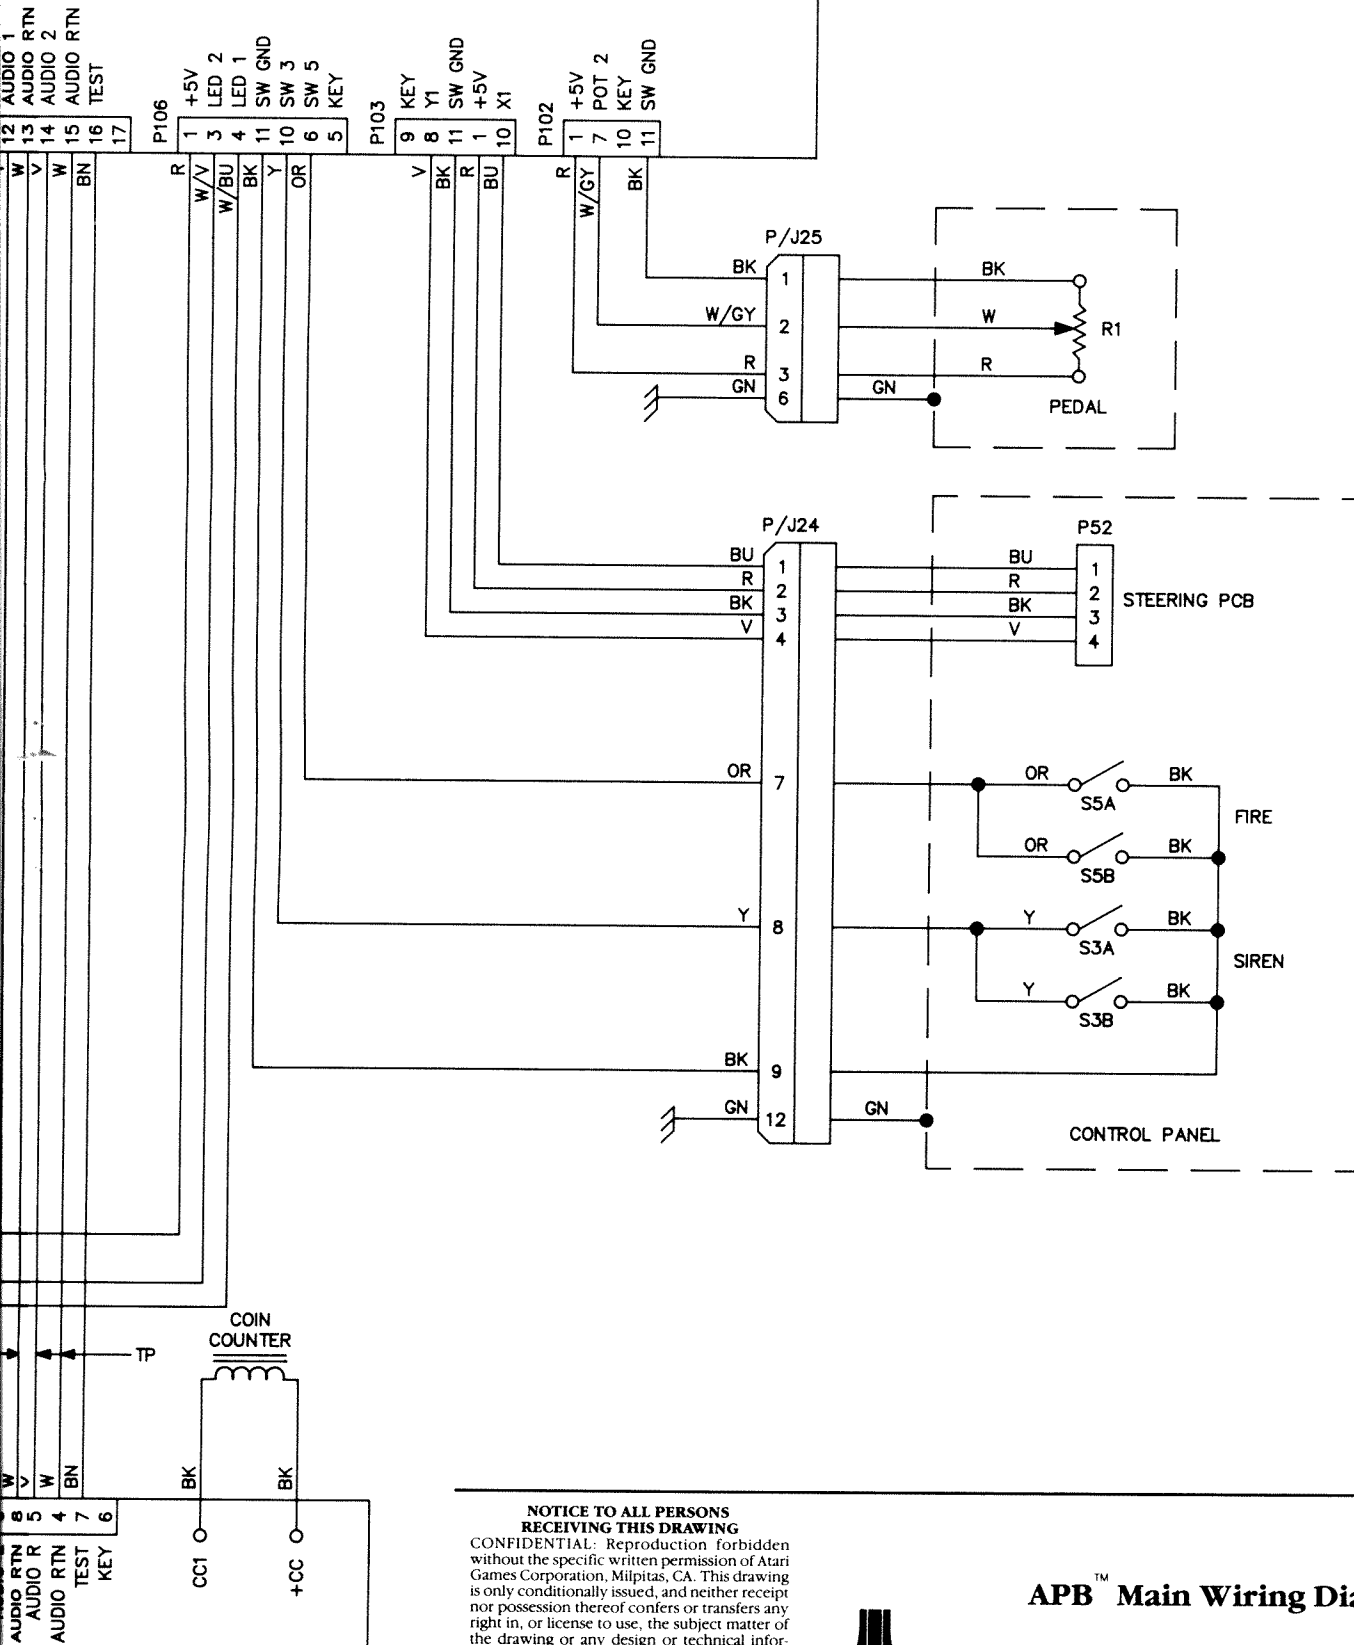 AUDIO 1
AUDIO RTN
AUDIO 2
AUDIO RTN
TEST
12
13
14
15
16
17
W
V
W
BN
P106
+5V
LED 2
LED 1
SW GND
SW 3
SW 5
KEY
1
3
4
11
10
6
5
R
W/V
W/BU
BK
Y
OR
P103
KEY
Y1
SW GND
+5V
X1
9
8
11
1
10
V
BK
R
BU
P102
+5V
POT 2
KEY
SW GND
1
7
10
11
R
W/GY
BK
P/J25
BK 1 BK
W/GY 2 W
R1
R 3 R
GN 6 GN
PEDAL
P/J24
P52
BU 1 BU 1
R 2 R 2
STEERING PCB
BK 3 BK 3
V 4 V 4
OR 7 OR BK
S5A
FIRE
OR BK
S5B
Y 8 Y BK
S3A
SIREN
Y BK
S3B
BK 9
GN 12 GN
CONTROL PANEL
COIN
COUNTER
TP
W
V
W
BN
BK
BK
8
5
4
7
6
AUDIO RTN
AUDIO R
AUDIO RTN
TEST
KEY
CC1
+CC
NOTICE TO ALL PERSONS
RECEIVING THIS DRAWING
CONFIDENTIAL: Reproduction forbidden
without the specific written permission of Atari
Games Corporation, Milpitas, CA. This drawing
is only conditionally issued, and neither receipt
nor possession thereof confers or transfers any
right in, or license to use, the subject matter of
the drawing or any design or technical infor-
APB™ Main Wiring Dia